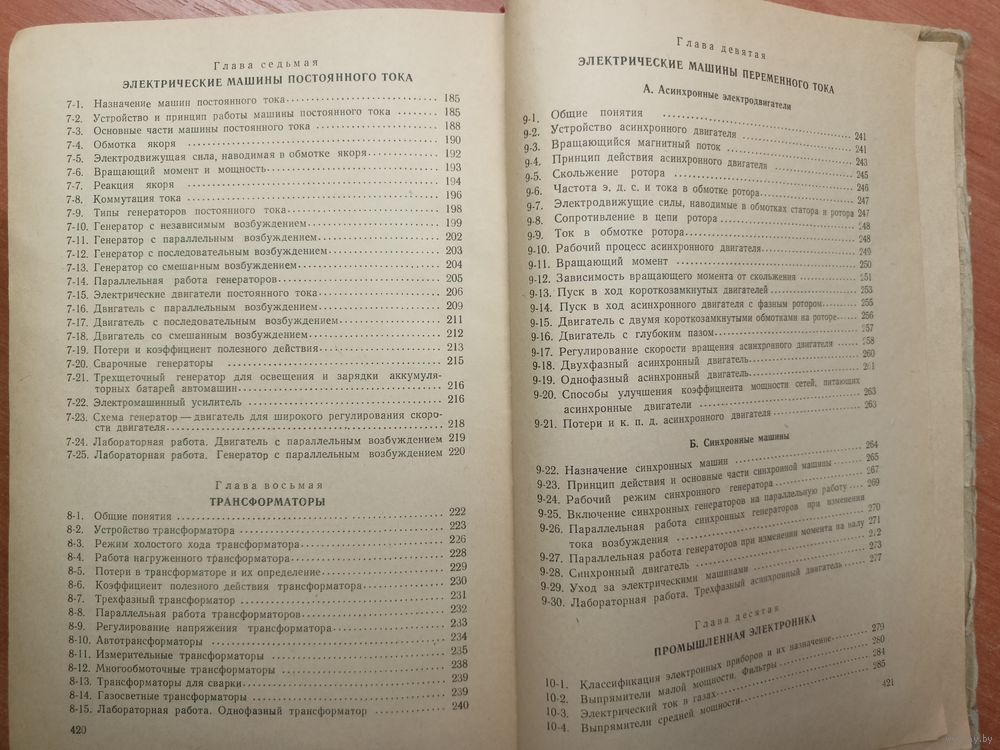 Глава седьмая
ЭЛЕКТРИЧЕСКИЕ МАШИНЫ ПОСТОЯННОГО ТОКА
7-1. Назначение машин постоянного тока 185
7-2. Устройство и принцип работы машины постоянного тока 185
7-3. Основные части машины постоянного тока 188
7-4. Обмотка якоря 190
7-5. Электродвижущая сила, наводимая в обмотке якоря 192
7-6. Вращающий момент и мощность 193
7-7. Реакция якоря 194
7-8. Коммутация тока 196
7-9. Типы генераторов постоянного тока 198
7-10. Генератор с независимым возбуждением 199
7-11. Генератор с параллельным возбуждением 202
7-12. Генератор с последовательным возбуждением 203
7-13. Генератор со смешанным возбуждением 204
7-14. Параллельная работа генераторов 205
7-15. Электрические двигатели постоянного тока 206
7-16. Двигатель с параллельным возбуждением 209
7-17. Двигатель с последовательным возбуждением 211
7-18. Двигатель со смешанным возбуждением 212
7-19. Потери и коэффициент полезного действия 213
7-20. Сварочные генераторы 215
7-21. Трехщеточный генератор для освещения и зарядки аккумуля-
торных батарей автомашин 216
7-22. Электромашинный усилитель 216
7-23. Схема генератор — двигатель для широкого регулирования скоро-
сти двигателя 218
7-24. Лабораторная работа. Двигатель с параллельным возбуждением 219
7-25. Лабораторная работа. Генератор с параллельным возбуждением 220
Глава восьмая
ТРАНСФОРМАТОРЫ
8-1. Общие понятия 222
8-2. Устройство трансформатора 223
8-3. Режим холостого хода трансформатора 226
8-4. Работа нагруженного трансформатора 228
8-5. Потери в трансформаторе и их определение 229
8-6. Коэффициент полезного действия трансформатора 230
8-7. Трехфазный трансформатор 231
8-8. Параллельная работа трансформаторов 232
8-9. Регулирование напряжения трансформатора 233
8-10. Автотрансформаторы 234
8-11. Измерительные трансформаторы 235
8-12. Многообмоточные трансформаторы 238
8-13. Трансформаторы для сварки 239
8-14. Газосветные трансформаторы 239
8-15. Лабораторная работа. Однофазный трансформатор 240
420
Глава девятая
ЭЛЕКТРИЧЕСКИЕ МАШИНЫ ПЕРЕМЕННОГО ТОКА
А. Асинхронные электродвигатели
9-1. Общие понятия 241
9-2. Устройство асинхронного двигателя 241
9-3. Вращающийся магнитный поток 243
9-4. Принцип действия асинхронного двигателя 245
9-5. Скольжение ротора 246
9-6. Частота э. д. с. и тока в обмотке ротора 247
9-7. Электродвижущие силы, наводимые в обмотках статора и ротора 247
9-8. Сопротивление в цепи ротора 248
9-9. Ток в обмотке ротора 248
9-10. Рабочий процесс асинхронного двигателя 249
9-11. Вращающий момент 250
9-12. Зависимость вращающего момента от скольжения 251
9-13. Пуск в ход короткозамкнутых двигателей 253
9-14. Пуск в ход асинхронного двигателя с фазным ротором 255
9-15. Двигатель с двумя короткозамкнутыми обмотками на роторе 256
9-16. Двигатель с глубоким пазом 257
9-17. Регулирование скорости вращения асинхронного двигателя 258
9-18. Двухфазный асинхронный двигатель 260
9-19. Однофазный асинхронный двигатель 261
9-20. Способы улучшения коэффициента мощности сетей, питающих
асинхронные двигатели 263
9-21. Потери и к. п. д. асинхронного двигателя 263
Б. Синхронные машины
9-22. Назначение синхронных машин 264
9-23. Принцип действия и основные части синхронной машины 265
9-24. Рабочий режим синхронного генератора 267
9-25. Включение синхронных генераторов на параллельную работу 269
9-26. Параллельная работа синхронных генераторов при изменении
тока возбуждения 270
9-27. Параллельная работа генераторов при изменении момента на валу 271
9-28. Синхронный двигатель 272
9-29. Уход за электрическими машинами 273
9-30. Лабораторная работа. Трехфазный асинхронный двигатель 277
Глава десятая
ПРОМЫШЛЕННАЯ ЭЛЕКТРОНИКА
10-1. Классификация электронных приборов и их назначение 279
10-2. Выпрямители малой мощности. Фильтры 280
10-3. Электрический ток в газах 284
10-4. Выпрямители средней мощности 285
421